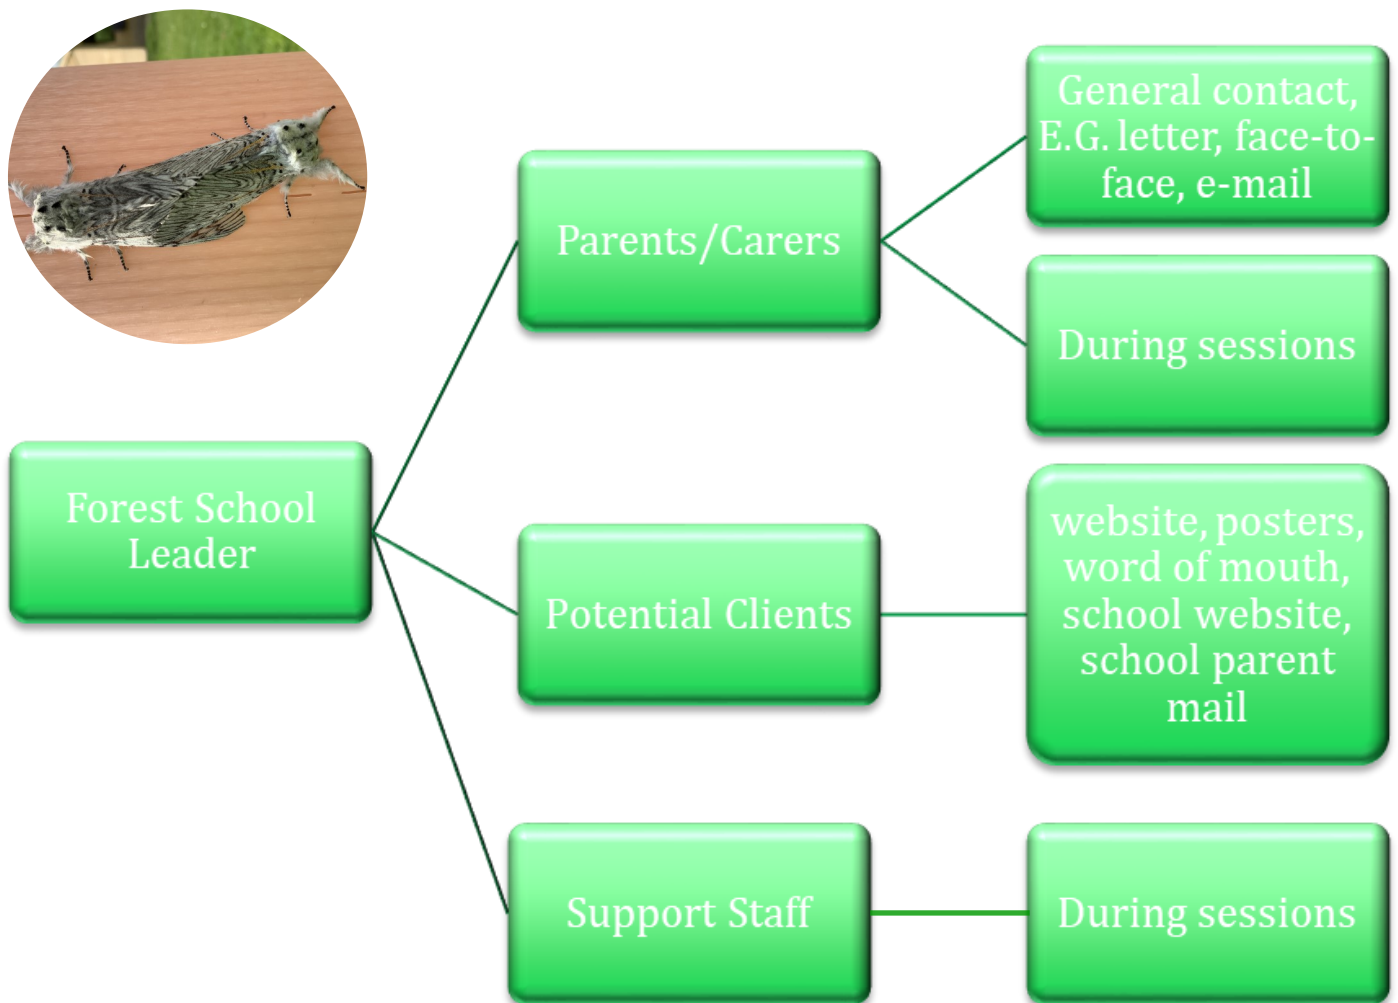 General contact,
E.G. letter, face-to-
face, e-mail
Parents/Carers
During sessions
Forest School
Leader
website, posters,
word of mouth,
school website,
school parent
mail
Potential Clients
Support Staff
During sessions